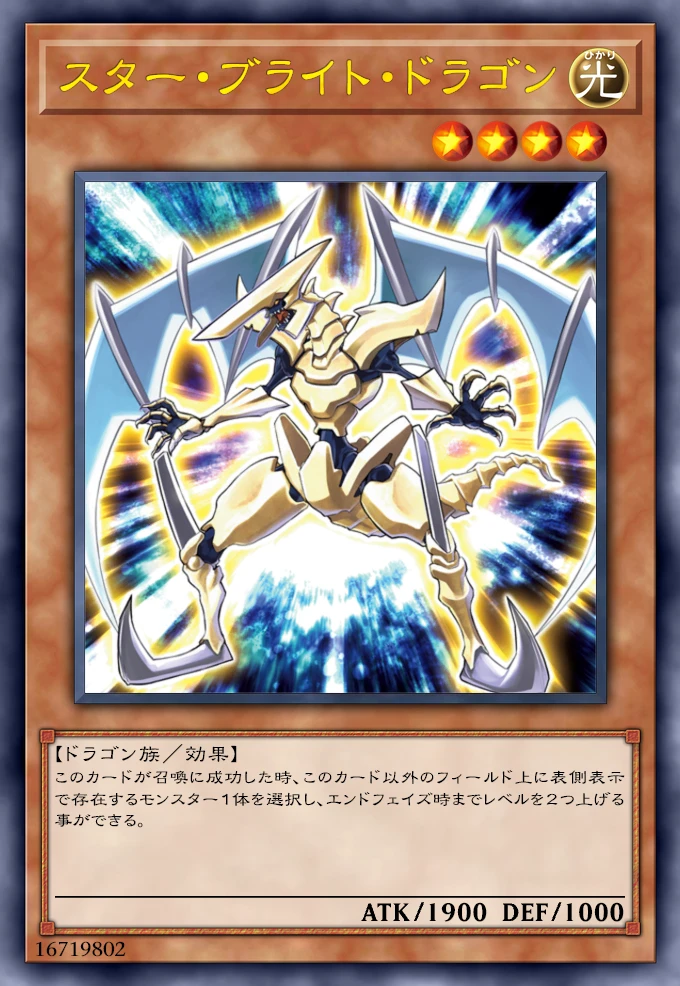 スター・ブライト・ドラゴン
ひかり
光
【ドラゴン族／効果】
このカードが召喚に成功した時、このカード以外のフィールド上に表側表示
で存在するモンスター1体を選択し、エンドフェイズ時までレベルを2つ上げる
事ができる。
ATK/1900 DEF/1000
16719802